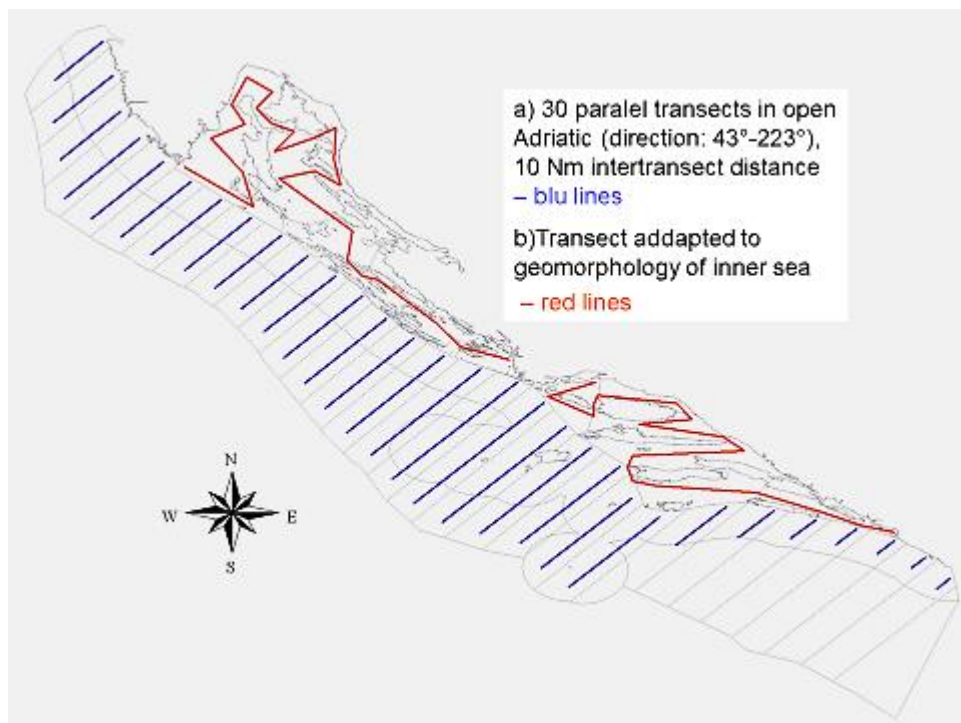 a) 30 paralel transects in open
Adriatic (direction: 43°-223°),
10 Nm intertransect distance
– blu lines
b)Transect addapted to
geomorphology of inner sea
– red lines
N
W E
S